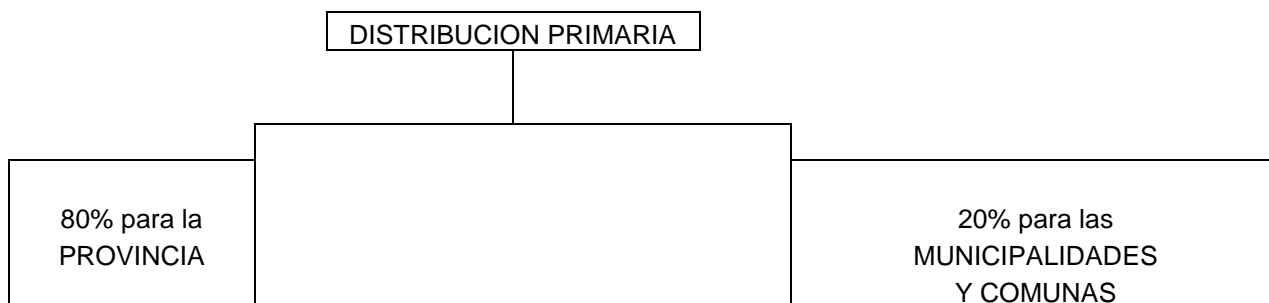 DISTRIBUCION PRIMARIA
80% para la
PROVINCIA
20% para las
MUNICIPALIDADES
Y COMUNAS